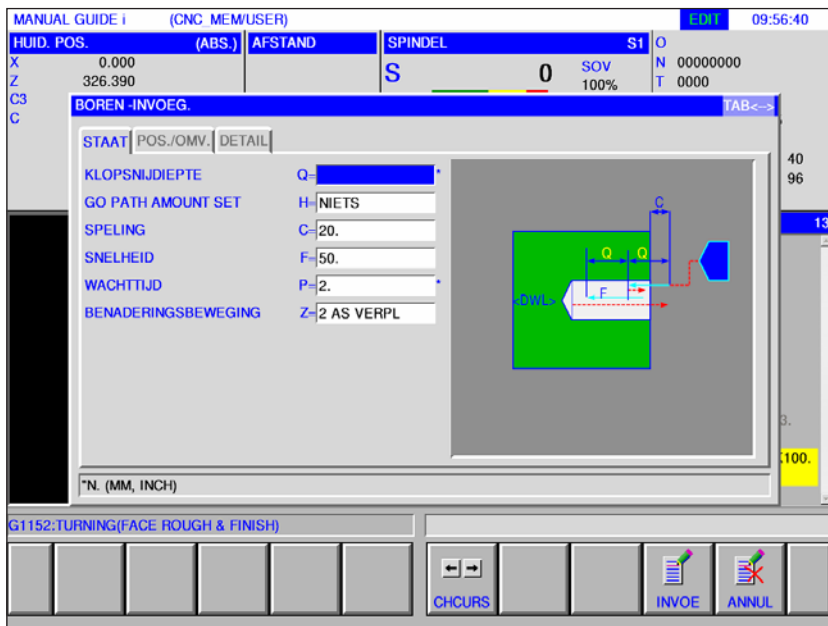 MANUAL GUIDE i (CNC_MEM/USER) EDIT 09:56:40
HUID. POS. (ABS.) AFSTAND SPINDEL S1 O
X 0.000 S 0 SOV 100% N 00000000
Z 326.390 T 0000
C3
C
BOREN -INVOEG. TAB<-->
STAAT POS./OMV. DETAIL
KLOPSNIJDIEPTE Q= *
GO PATH AMOUNT SET H=NIETS
SPELING C=20.
SNELHEID F=50.
WACHTTIJD P=2. *
BENADERINGSBEWEGING Z=2 AS VERPL
C
Q Q
<DWL> F
40
96
13
3.
100.
*N. (MM, INCH)
G1152:TURNING(FACE ROUGH & FINISH)
CHCURS INVOE ANNUL